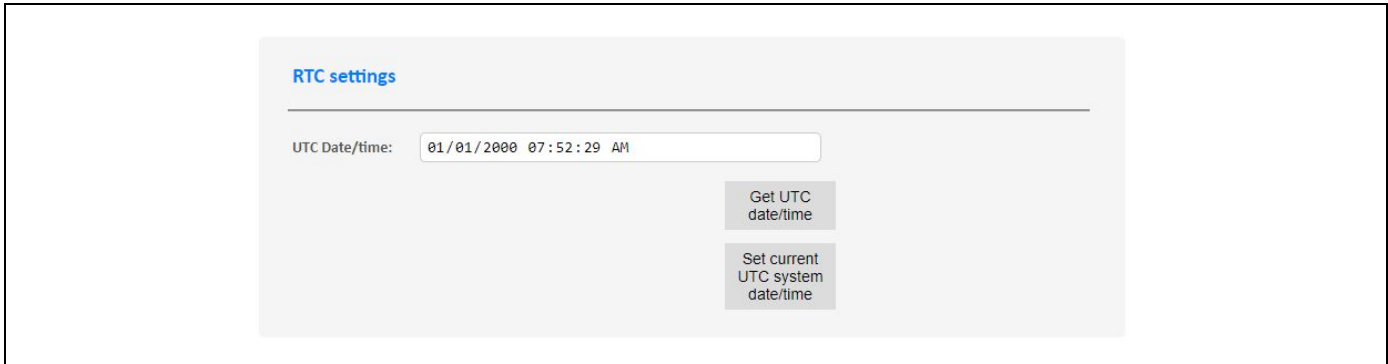 RTC settings
UTC Date/time: 01/01/2000 07:52:29 AM
Get UTC
date/time
Set current
UTC system
date/time